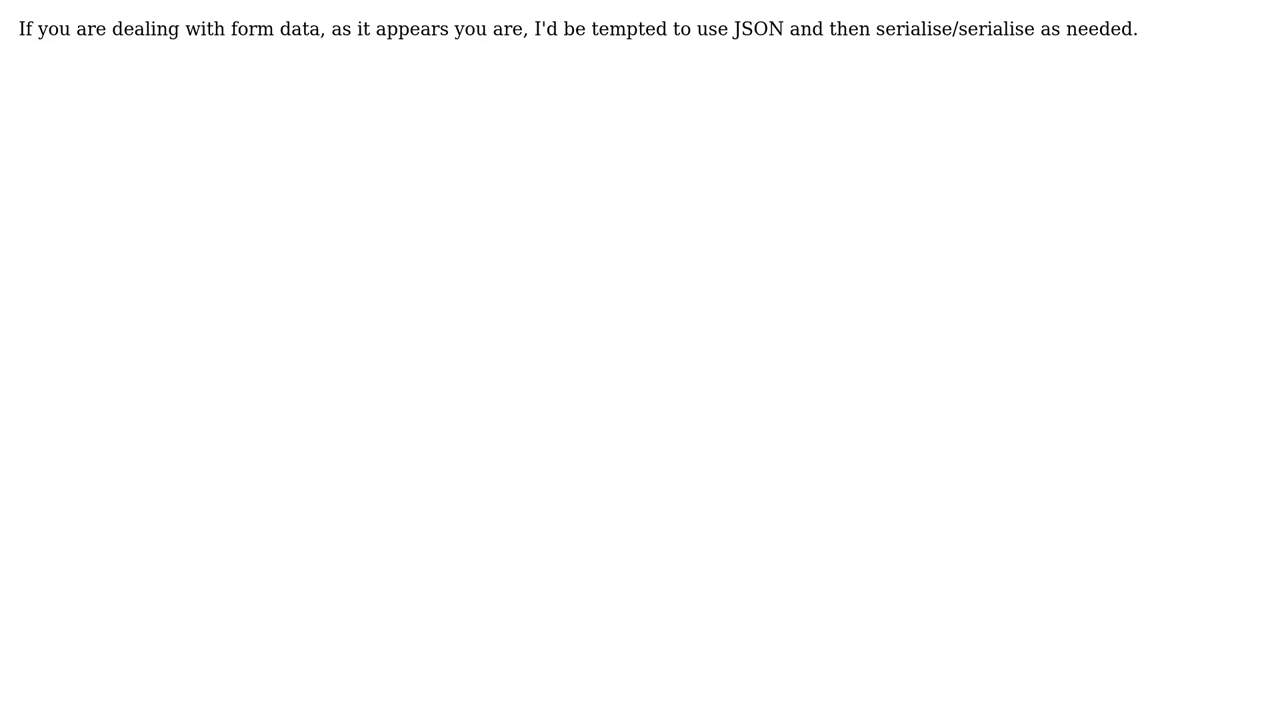 If you are dealing with form data, as it appears you are, I'd be tempted to use JSON and then serialise/serialise as needed.